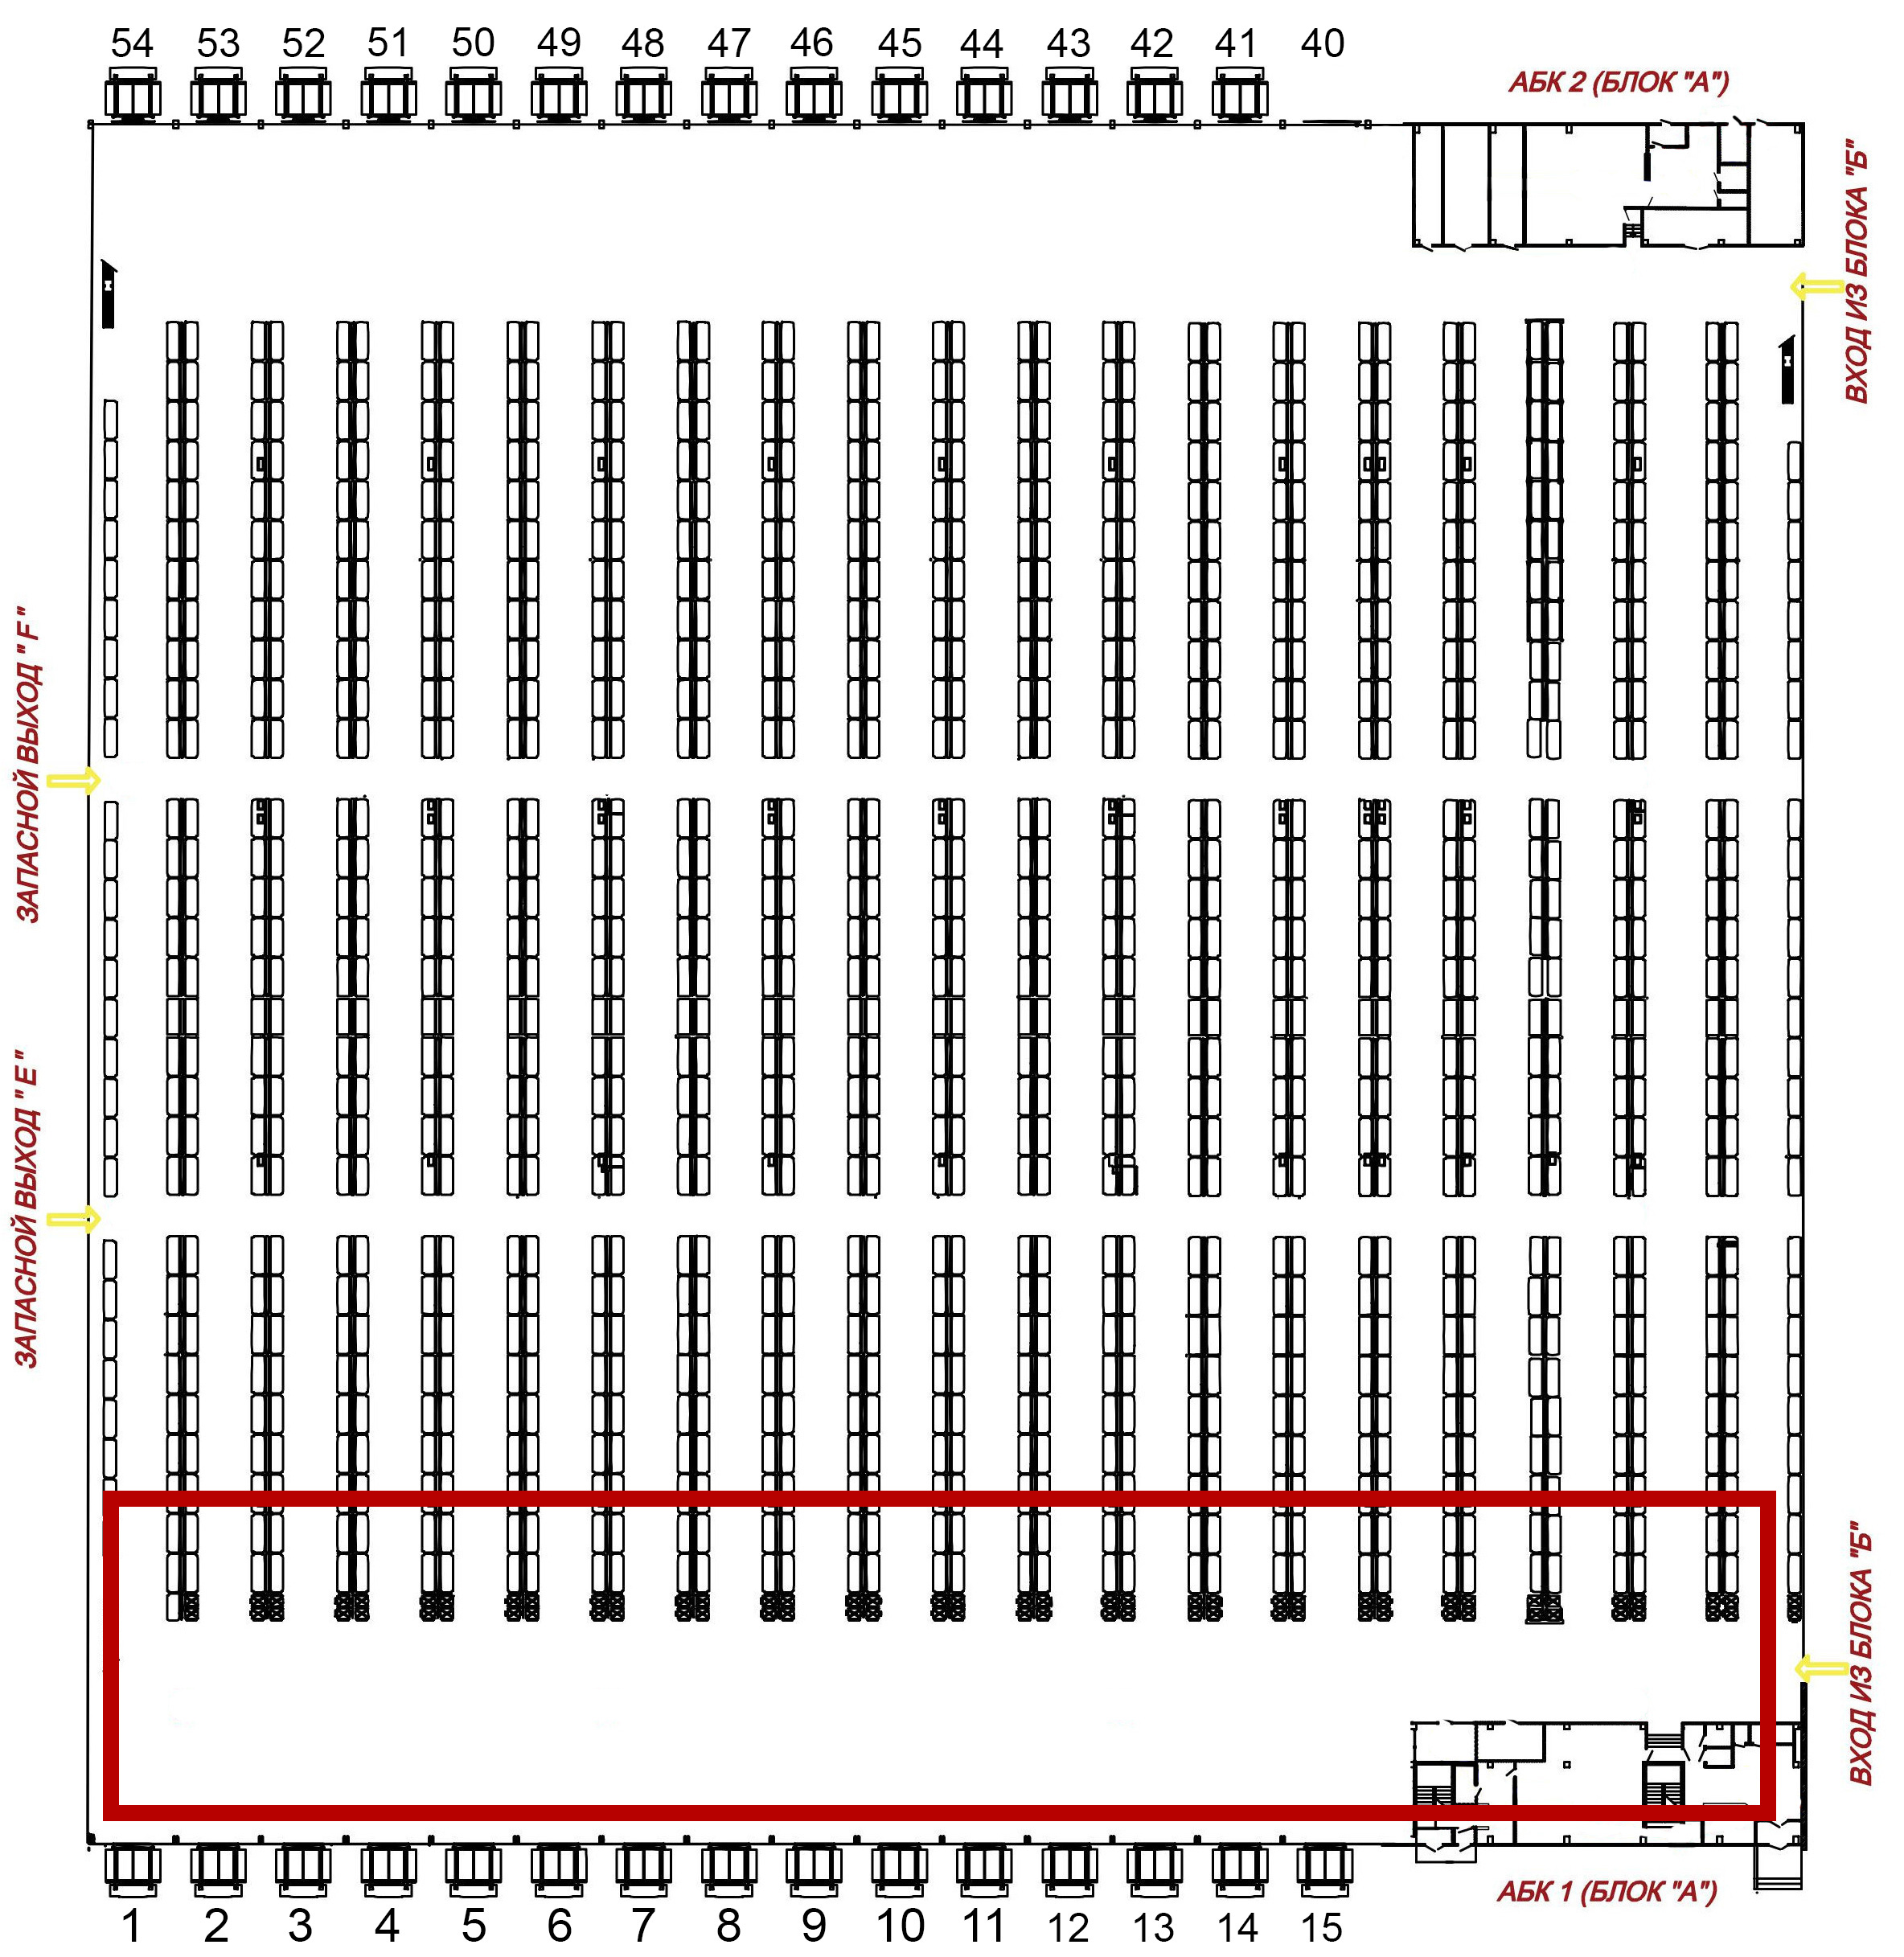 54 53 52 51 50 49 48 47 46 45 44 43 42 41 40
АБК 2 (БЛОК "А")
ВХОД ИЗ БЛОКА "Б"
ЗАПАСНОЙ ВЫХОД " F "
ЗАПАСНОЙ ВЫХОД " Е "
ВХОД ИЗ БЛОКА "Б"
АБК 1 (БЛОК "А")
1 2 3 4 5 6 7 8 9 10 11 12 13 14 15